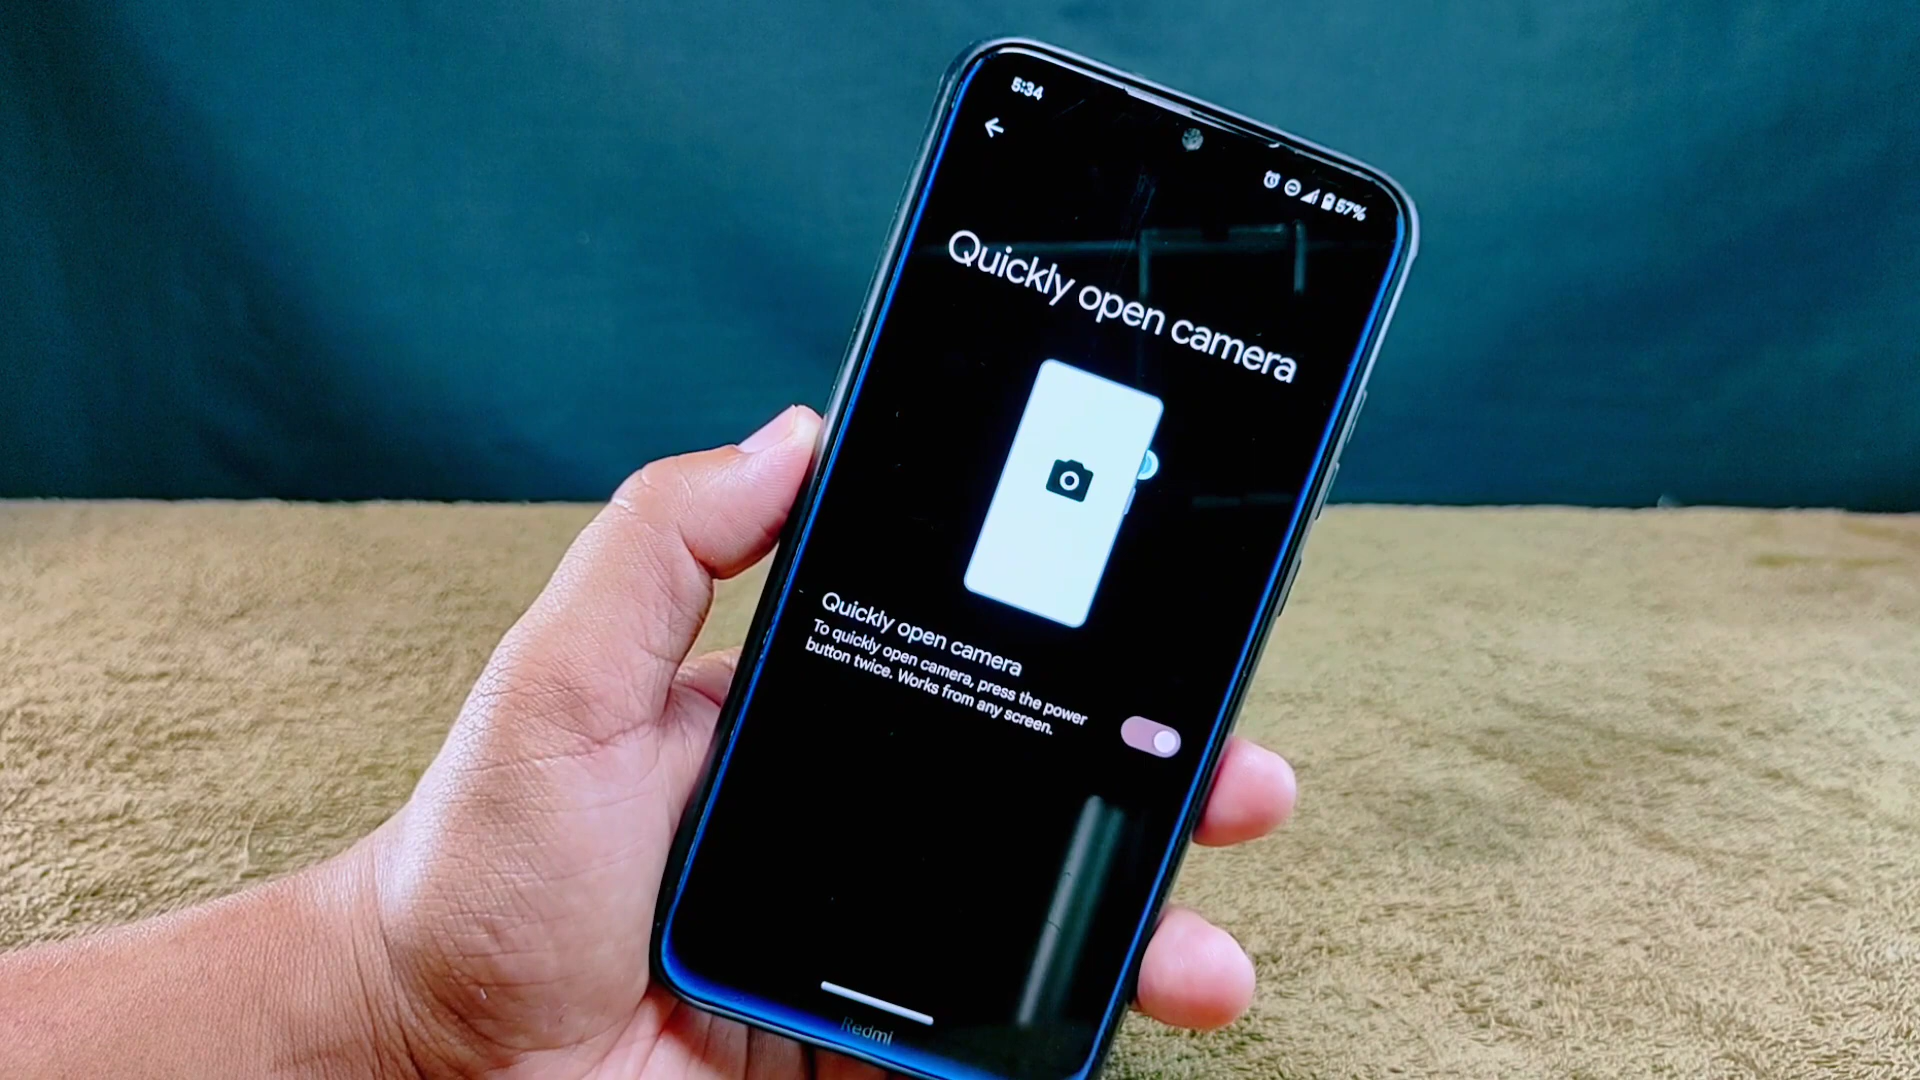 5:34
57%
Quickly open camera
Quickly open camera
To quickly open camera, press the power
button twice. Works from any screen.
Redmi